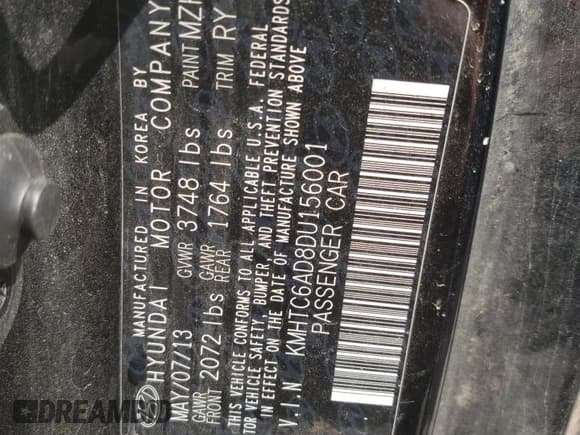 MANUFACTURED IN KOREA BY
HYUNDAI MOTOR COMPANY
MAY/07/13 GVWR 3748 lbs PAINT MZH
GAWR FRONT 2072 lbs GAWR REAR 1764 lbs TRIM RY
THIS VEHICLE CONFORMS TO ALL APPLICABLE U.S.A. FEDERAL
MOTOR VEHICLE SAFETY, BUMPER, AND THEFT PREVENTION STANDARDS
IN EFFECT ON THE DATE OF MANUFACTURE SHOWN ABOVE
V.I.N KMHTC6AD8DU156001
PASSENGER CAR
DREAMBID